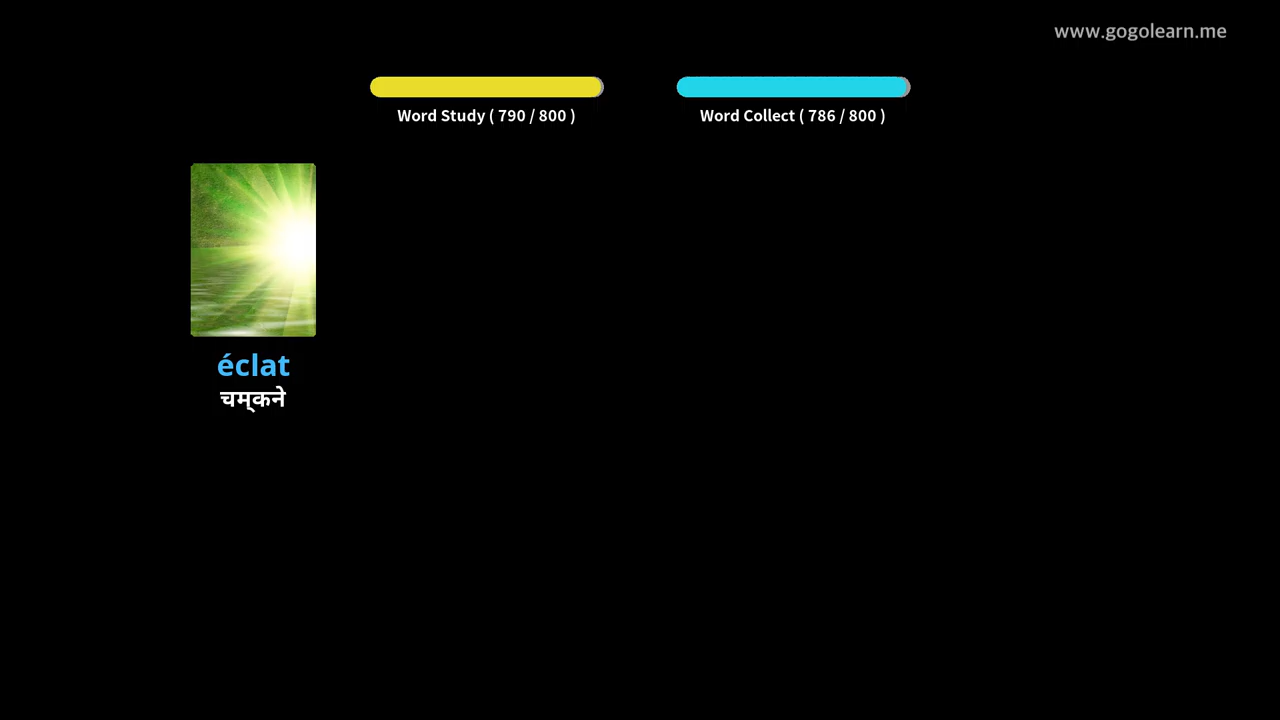 www.gogolearn.me
Word Study ( 790 / 800 )
Word Collect ( 786 / 800 )
éclat
चम्कने